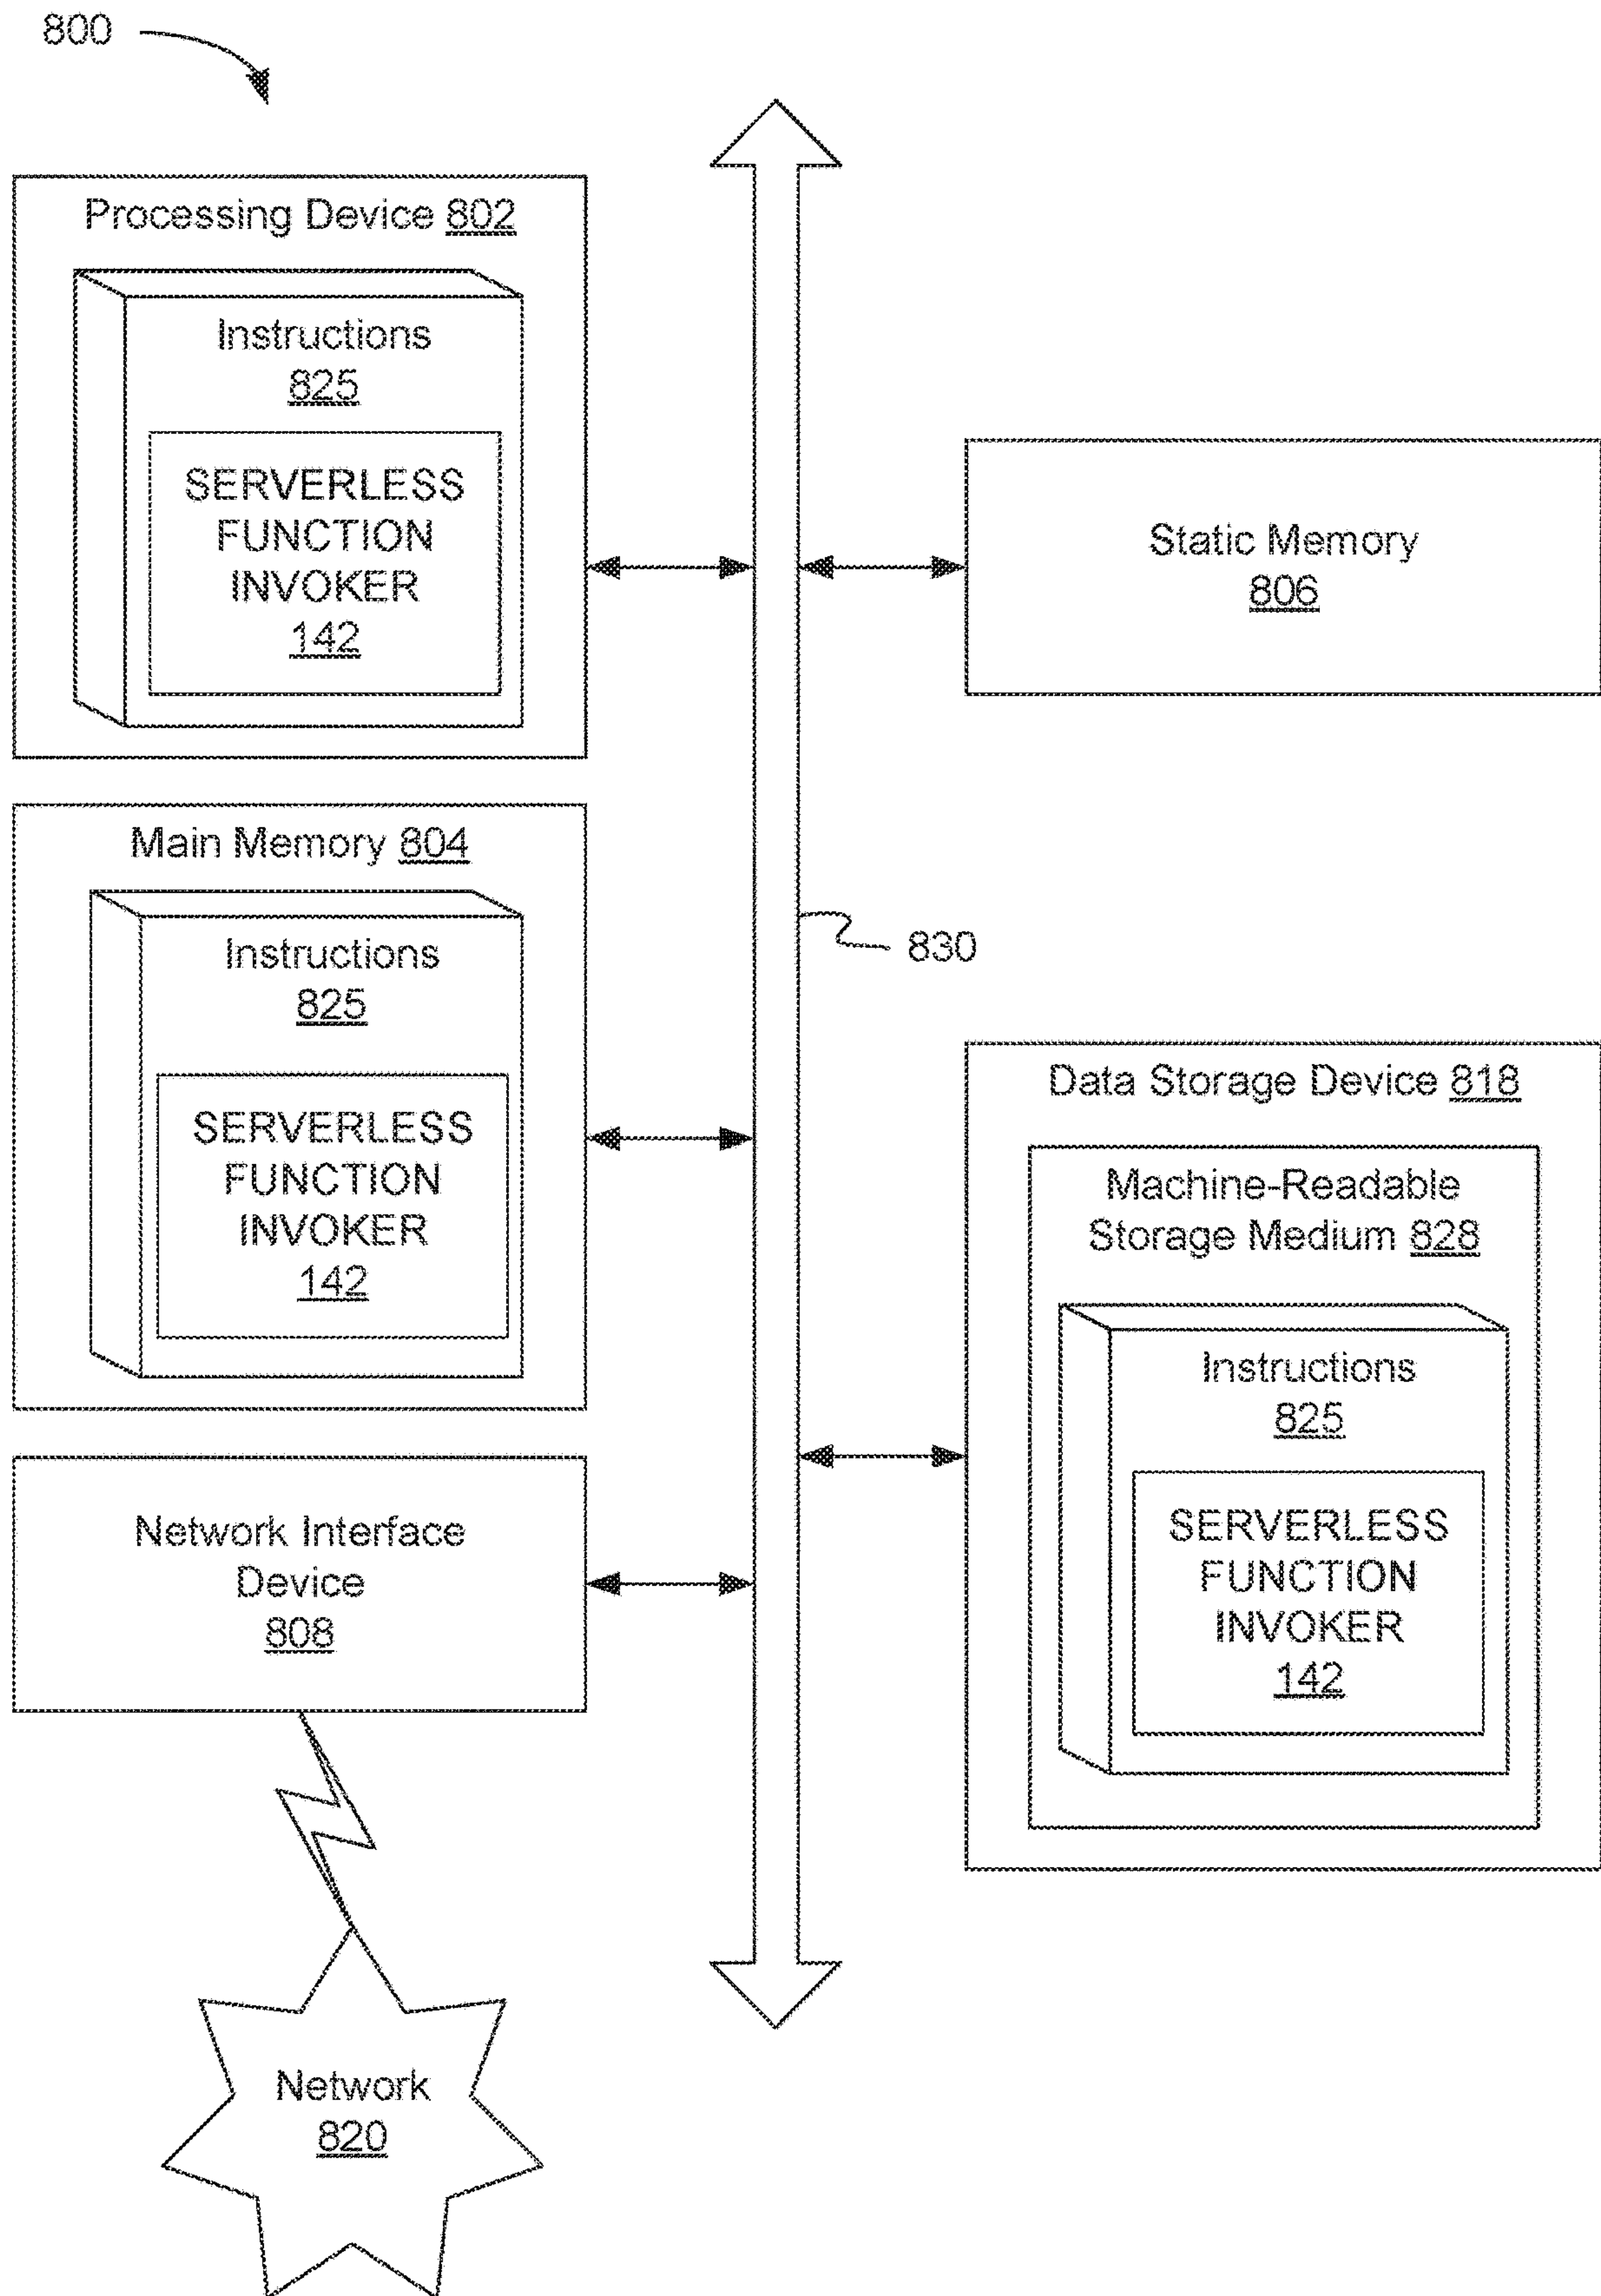 800
Processing Device 802
Instructions
825
SERVERLESS
FUNCTION
INVOKER
142
Static Memory
806
Main Memory 804
Instructions
825
SERVERLESS
FUNCTION
INVOKER
142
830
Data Storage Device 818
Machine-Readable
Storage Medium 828
Instructions
825
SERVERLESS
FUNCTION
INVOKER
142
Network Interface
Device
808
Network
820